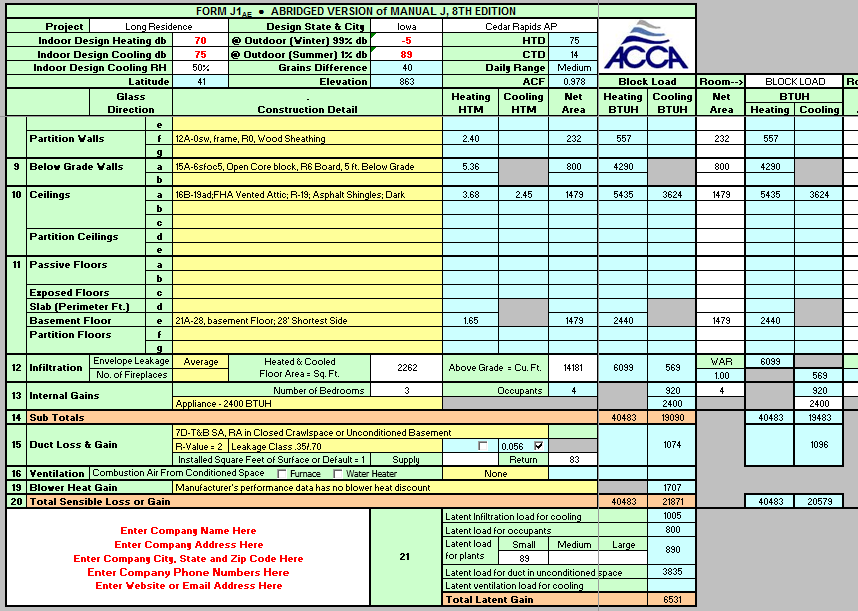 FORM J1AE • ABRIDGED VERSION of MANUAL J, 8TH EDITION
Project Long Residence Design State & City Iowa Cedar Rapids AP
Indoor Design Heating db 70 @ Outdoor (Winter) 99% db -5 HTD 75
Indoor Design Cooling db 75 @ Outdoor (Summer) 1% db 89 CTD 14
Indoor Design Cooling RH 50% Grains Difference 40 Daily Range Medium
ACCA
Latitude 41 Elevation 863 ACF 0.978 Block Load Room--> BLOCK LOAD Ro
Glass Direction . Construction Detail Heating HTM Cooling HTM Net Area Heating BTUH Cooling BTUH Net Area BTUH Heating Cooling
e
Partition Walls f 12A-0sw, frame, R0, Wood Sheathing 2.40 232 557 232 557
g
9 Below Grade Walls a 15A-6sfoc5, Open Core block, R6 Board, 5 ft. Below Grade 5.36 800 4290 800 4290
b
10 Ceilings a 16B-19ad;FHA Vented Attic; R-19; Asphalt Shingles; Dark 3.68 2.45 1479 5435 3624 1479 5435 3624
b
c
Partition Ceilings d
e
11 Passive Floors a
b
Exposed Floors c
Slab (Perimeter Ft.) d
Basement Floor e 21A-28, basement Floor; 28' Shortest Side 1.65 1479 2440 1479 2440
Partition Floors f
g
12 Infiltration Envelope Leakage Average Heated & Cooled Floor Area = Sq. Ft. 2262 Above Grade = Cu. Ft. 14181 6099 569 WAR 6099
No. of Fireplaces 1.00 569
13 Internal Gains Number of Bedrooms 3 Occupants 4 920 4 920
Appliance - 2400 BTUH 2400 2400
14 Sub Totals 40483 19090 40483 19483
15 Duct Loss & Gain 7D-T&B SA, RA in Closed Crawlspace or Unconditioned Basement 1074 1096
R-Value = 2 Leakage Class .35/.70 0.056
Installed Square Feet of Surface or Default = 1 Supply Return 83
16 Ventilation Combustion Air From Conditioned Space Furnace Water Heater None
19 Blower Heat Gain Manufacturer's performance data has no blower heat discount 1707
20 Total Sensible Loss or Gain 40483 21871 40483 20579
Enter Company Name Here
Enter Company Address Here
Enter Company City, State and Zip Code Here
Enter Company Phone Numbers Here
Enter Website or Email Address Here
21
Latent Infiltration load for cooling 1005
Latent load for occupants 800
Latent load for plants Small Medium Large 890
89
Latent load for duct in unconditioned space 3835
Latent ventilation load for cooling
Total Latent Gain 6531